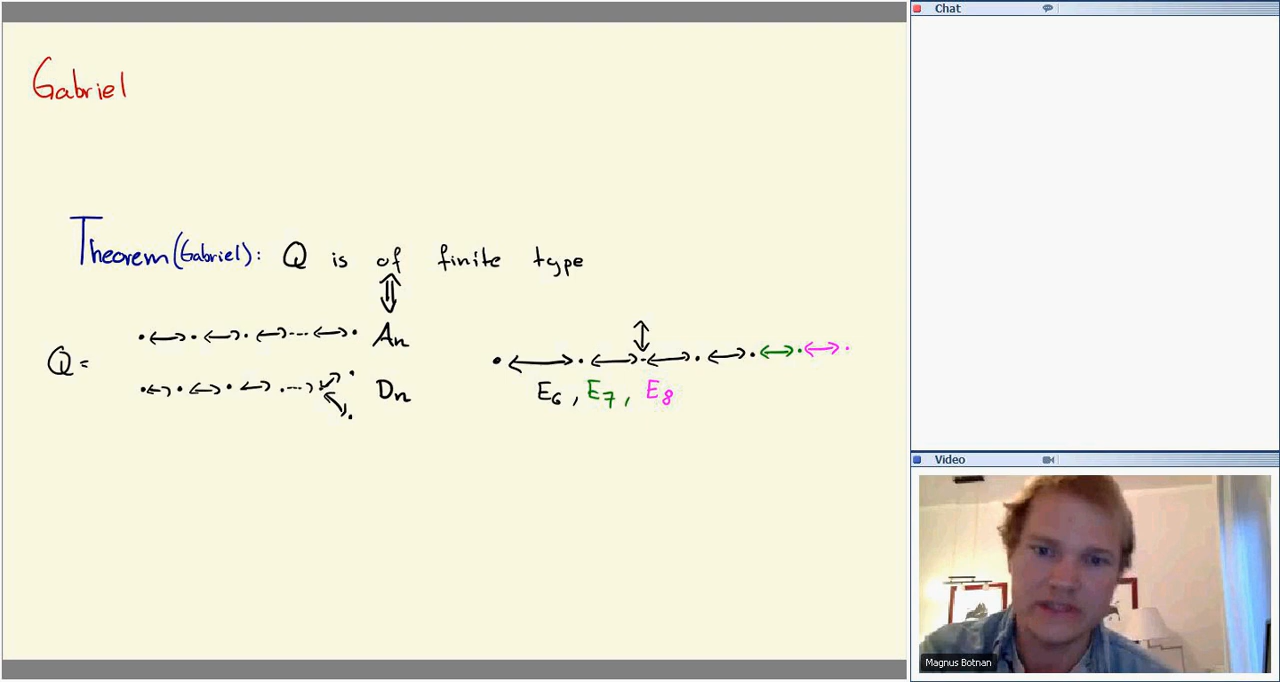 Gabriel
Theorem (Gabriel): Q is of finite type
Q =
An
Dn
E6, E7, E8
Chat
Video
Magnus Botnan